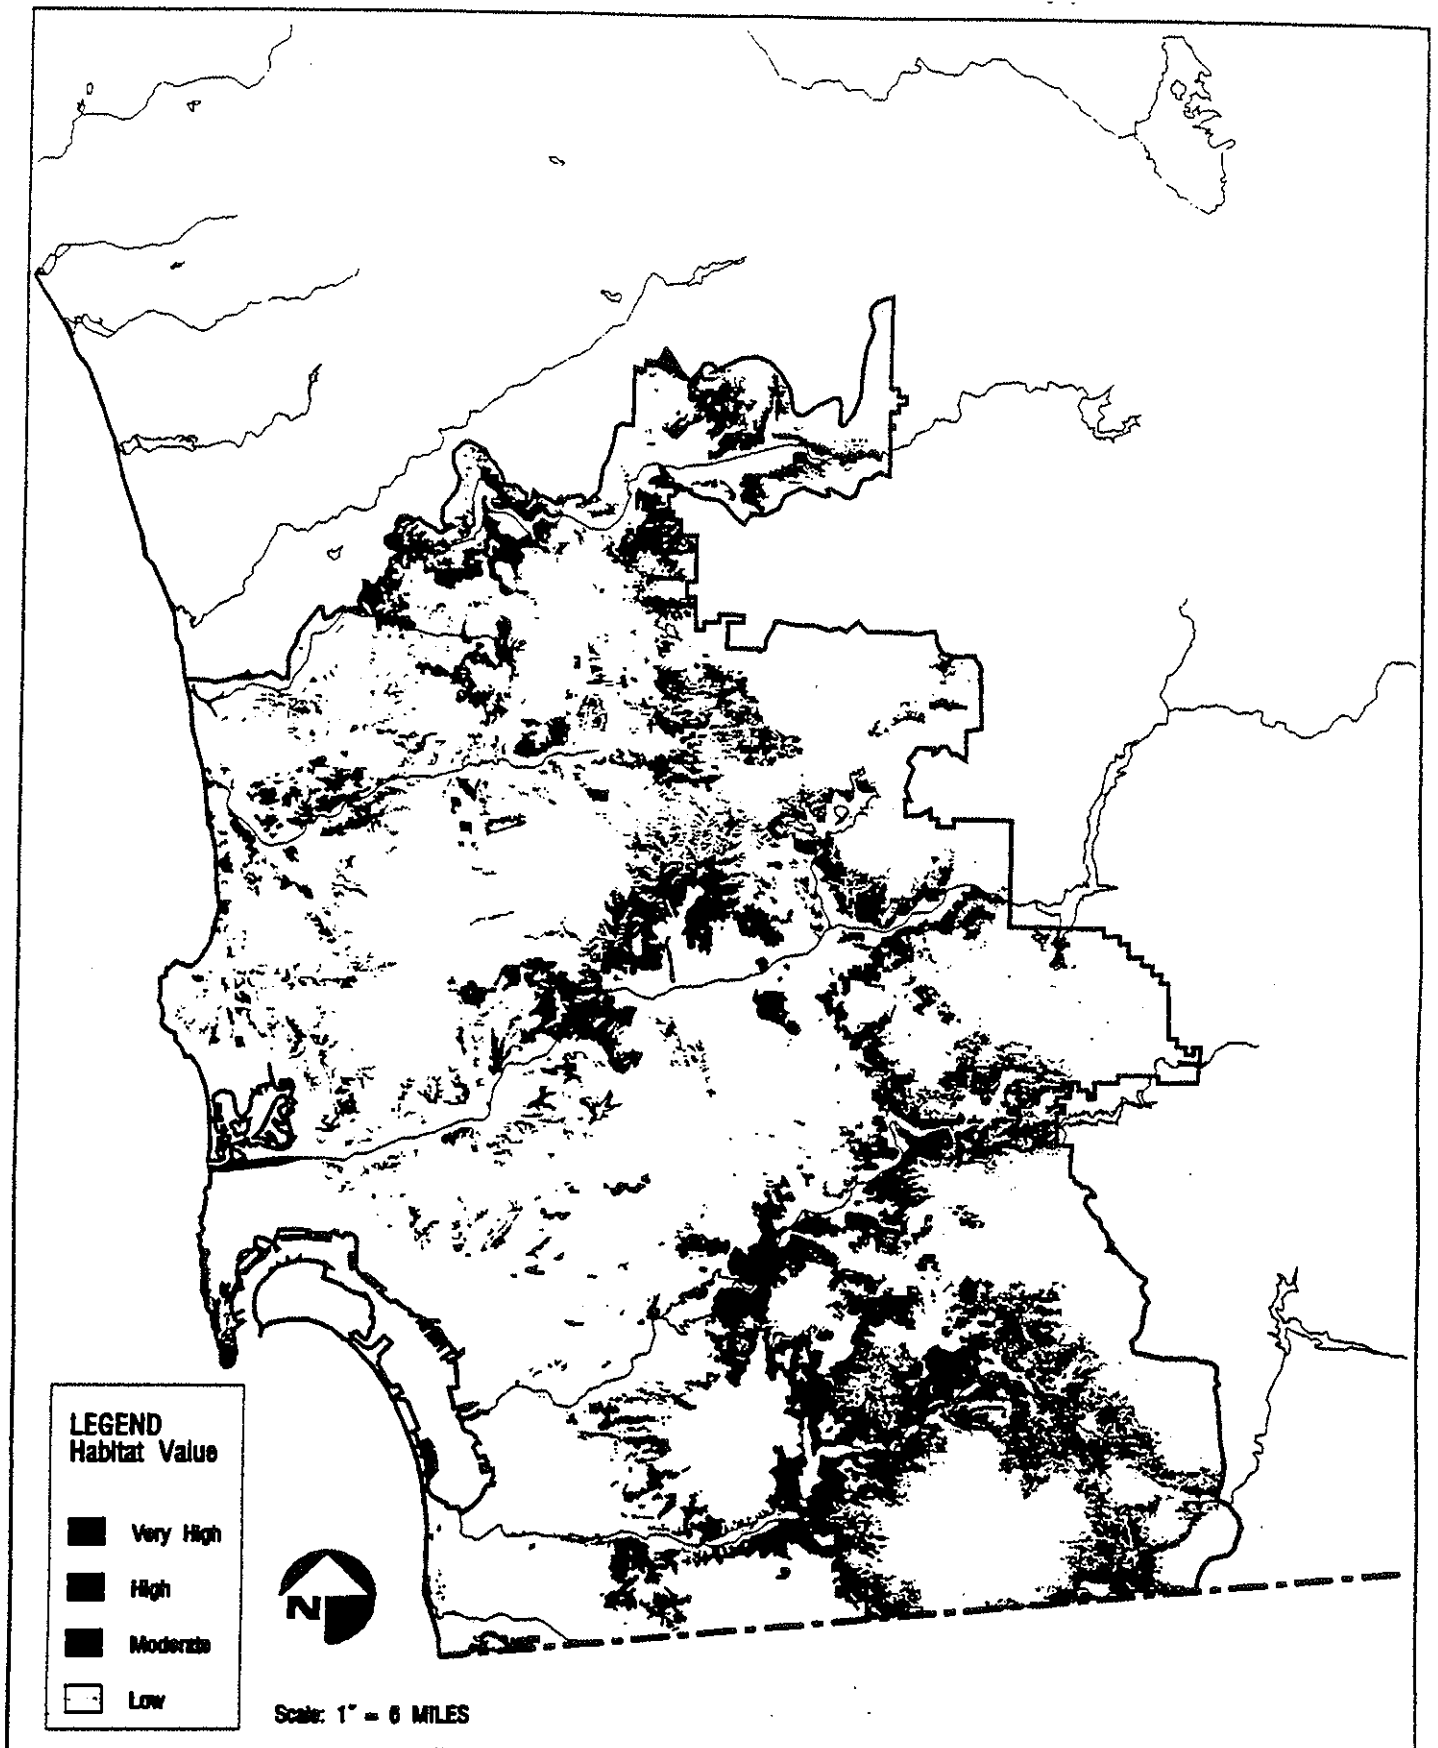 LEGEND
Habitat Value
Very High
High
Moderate
Low
N
Scale: 1" = 6 MILES